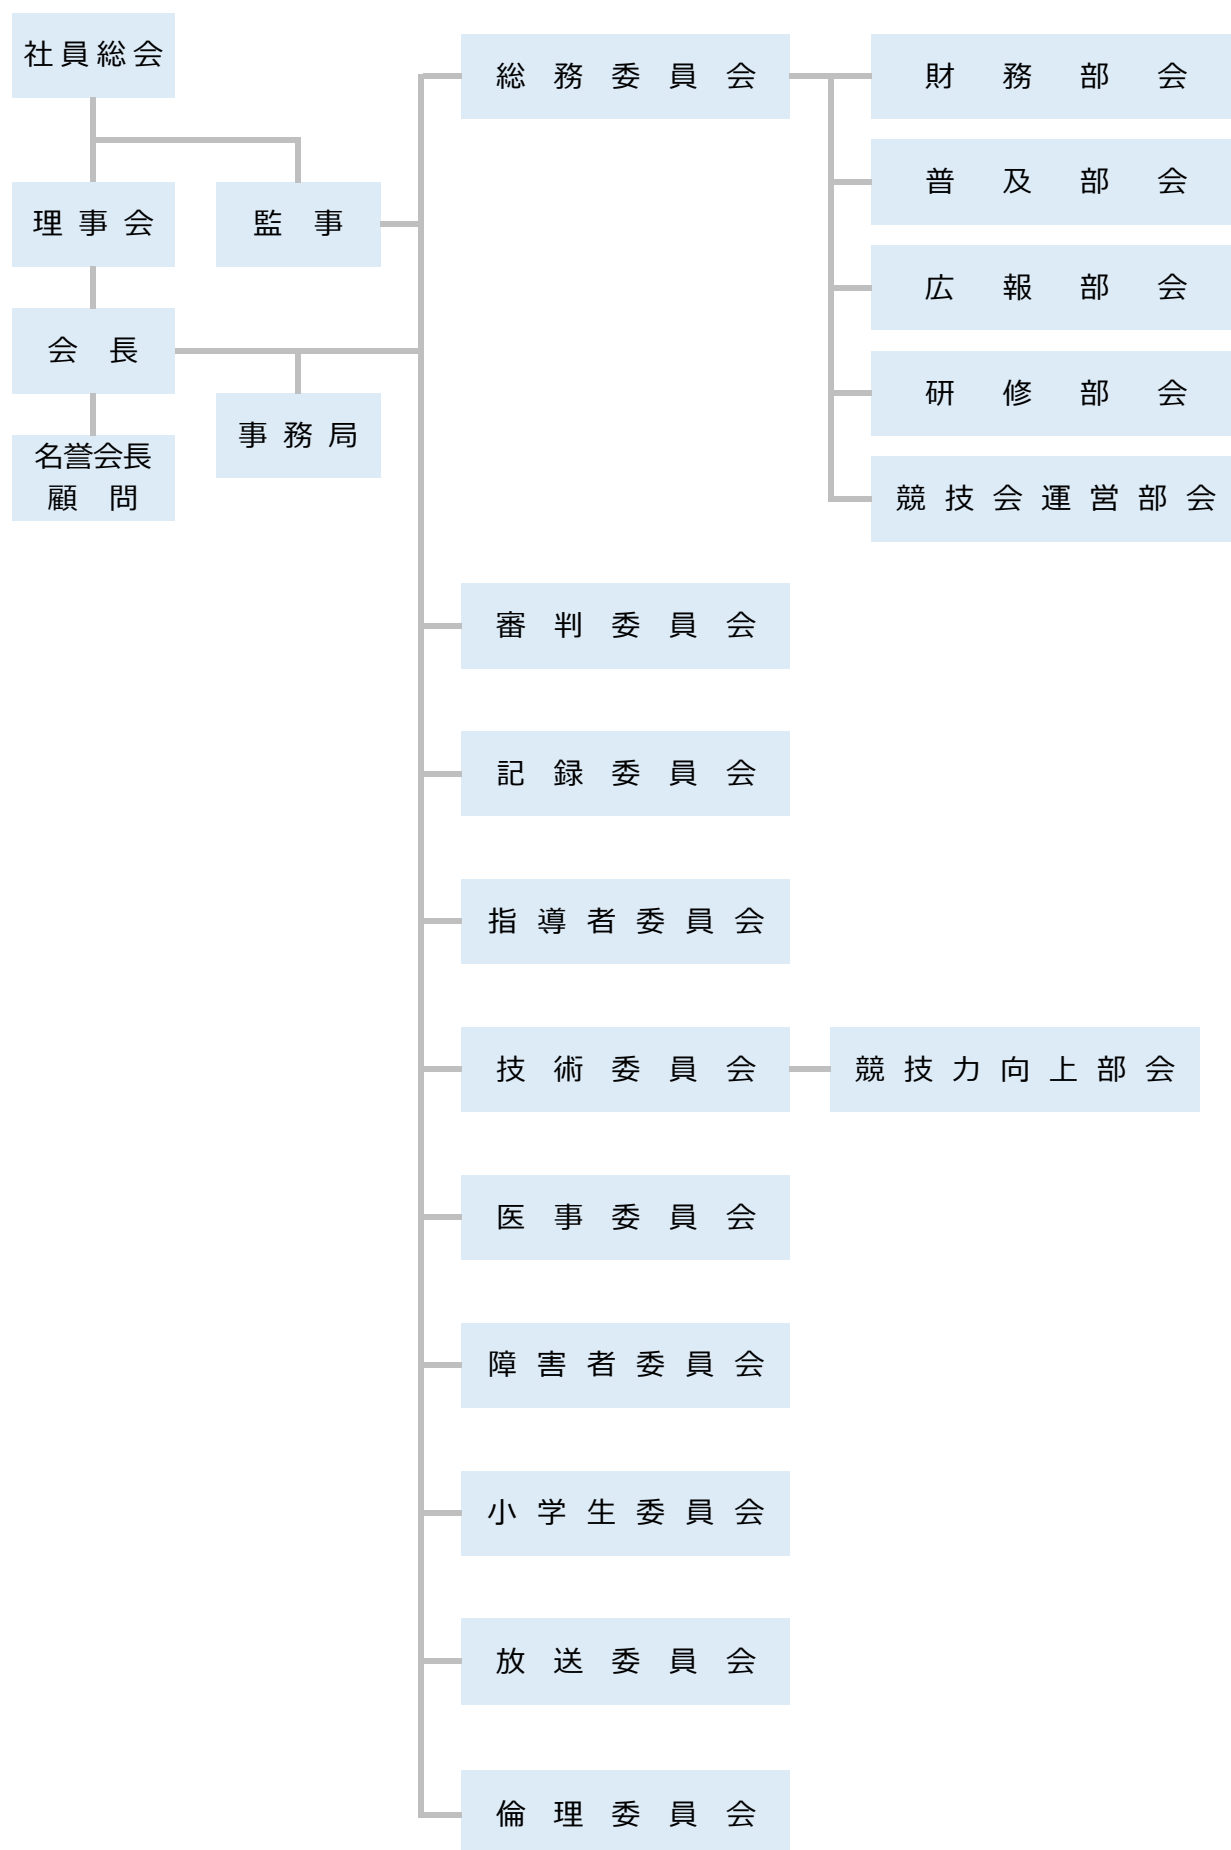 社員総会
理事会
監事
会長
事務局
名誉会長
顧問
総務委員会
財務部会
普及部会
広報部会
研修部会
競技会運営部会
審判委員会
記録委員会
指導者委員会
技術委員会
競技力向上部会
医事委員会
障害者委員会
小学生委員会
放送委員会
倫理委員会